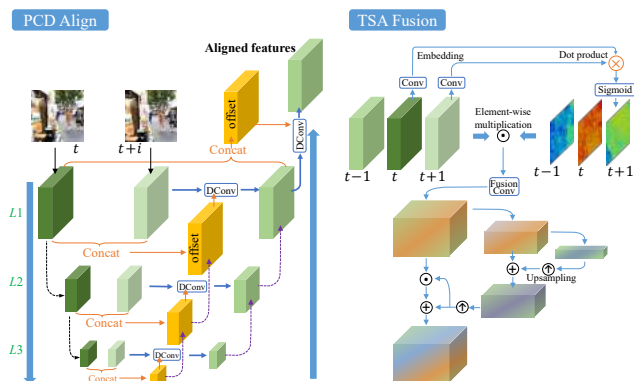 PCD Align
Aligned features
offset
DConv
t
t+i
Concat
L1
DConv
offset
Concat
L2
DConv
Concat
L3
DConv
Concat
offset
TSA Fusion
Embedding
Dot product
Conv
Conv
Sigmoid
Element-wise
multiplication
t−1
t
t+1
t−1
t
t+1
Fusion
Conv
Upsampling